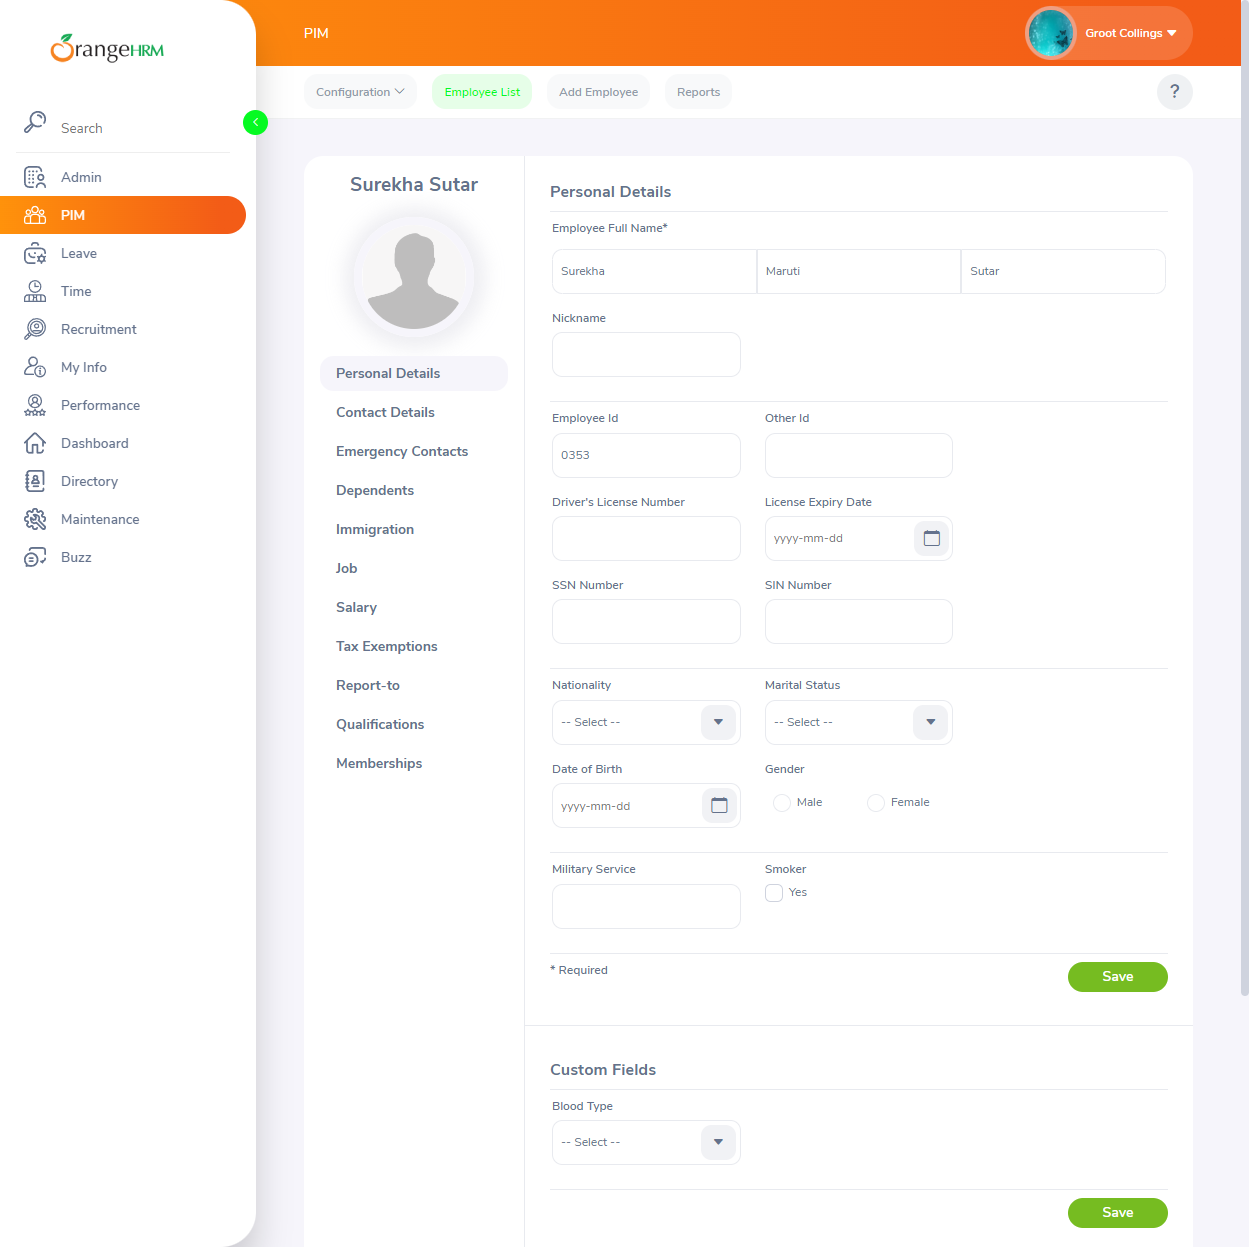 OrangeHRM
PIM
Groot Collings
Configuration
Employee List
Add Employee
Reports
?
Search
Admin
PIM
Leave
Time
Recruitment
My Info
Performance
Dashboard
Directory
Maintenance
Buzz
Surekha Sutar
Personal Details
Contact Details
Emergency Contacts
Dependents
Immigration
Job
Salary
Tax Exemptions
Report-to
Qualifications
Memberships
Personal Details
Employee Full Name*
Surekha Maruti Sutar
Nickname
Employee Id Other Id
0353
Driver's License Number License Expiry Date
yyyy-mm-dd
SSN Number SIN Number
Nationality Marital Status
-- Select -- -- Select --
Date of Birth Gender
yyyy-mm-dd Male Female
Military Service Smoker
Yes
* Required
Save
Custom Fields
Blood Type
-- Select --
Save